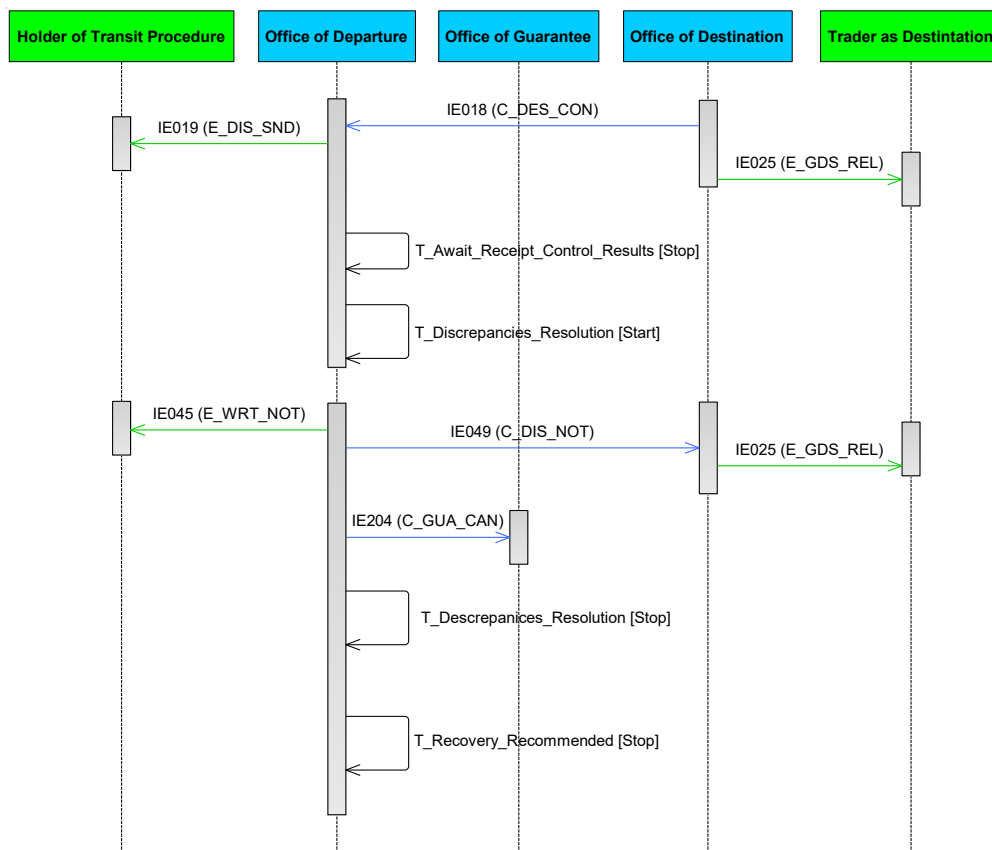 Holder of Transit Procedure
Office of Departure
Office of Guarantee
Office of Destination
Trader as Destintation
IE018 (C_DES_CON)
IE019 (E_DIS_SND)
IE025 (E_GDS_REL)
T_Await_Receipt_Control_Results [Stop]
T_Discrepancies_Resolution [Start]
IE045 (E_WRT_NOT)
IE049 (C_DIS_NOT)
IE025 (E_GDS_REL)
IE204 (C_GUA_CAN)
T_Descrepanices_Resolution [Stop]
T_Recovery_Recommended [Stop]